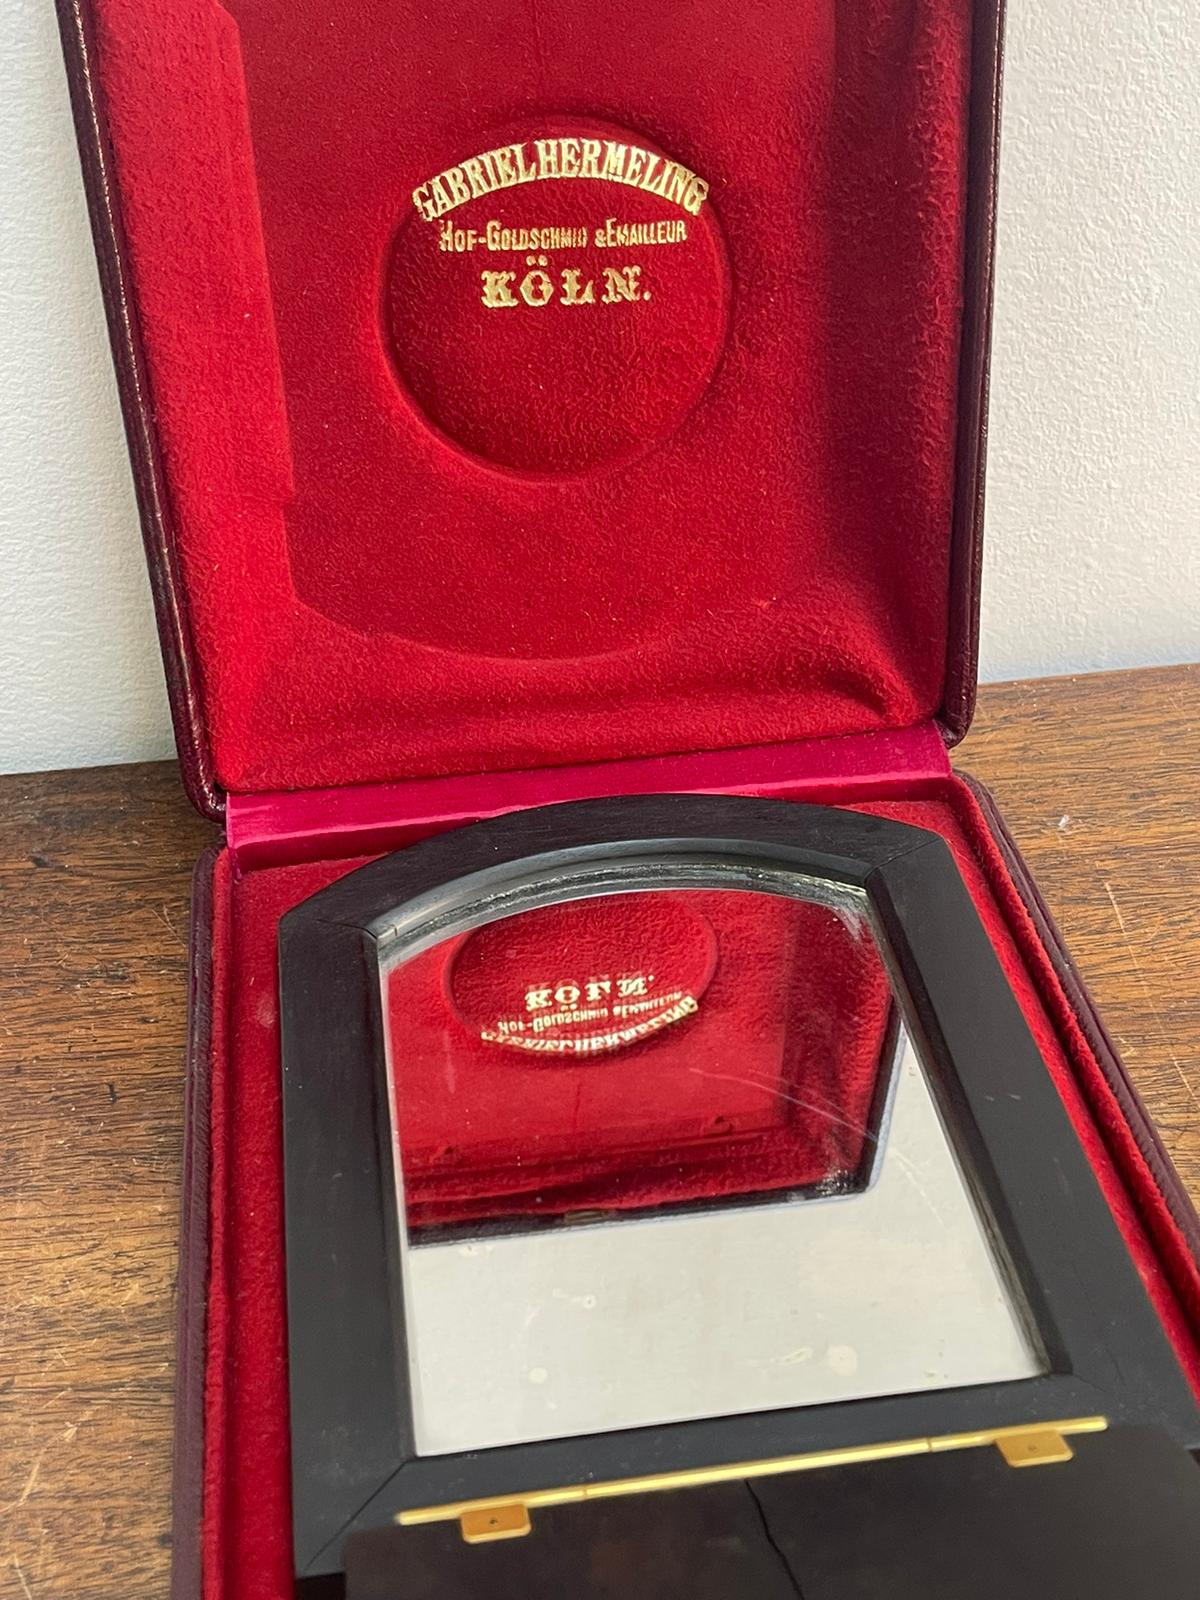 GABRIEL HERMELING
HOF-GOLDSCHMID & EMAILLEUR
KÖLN.